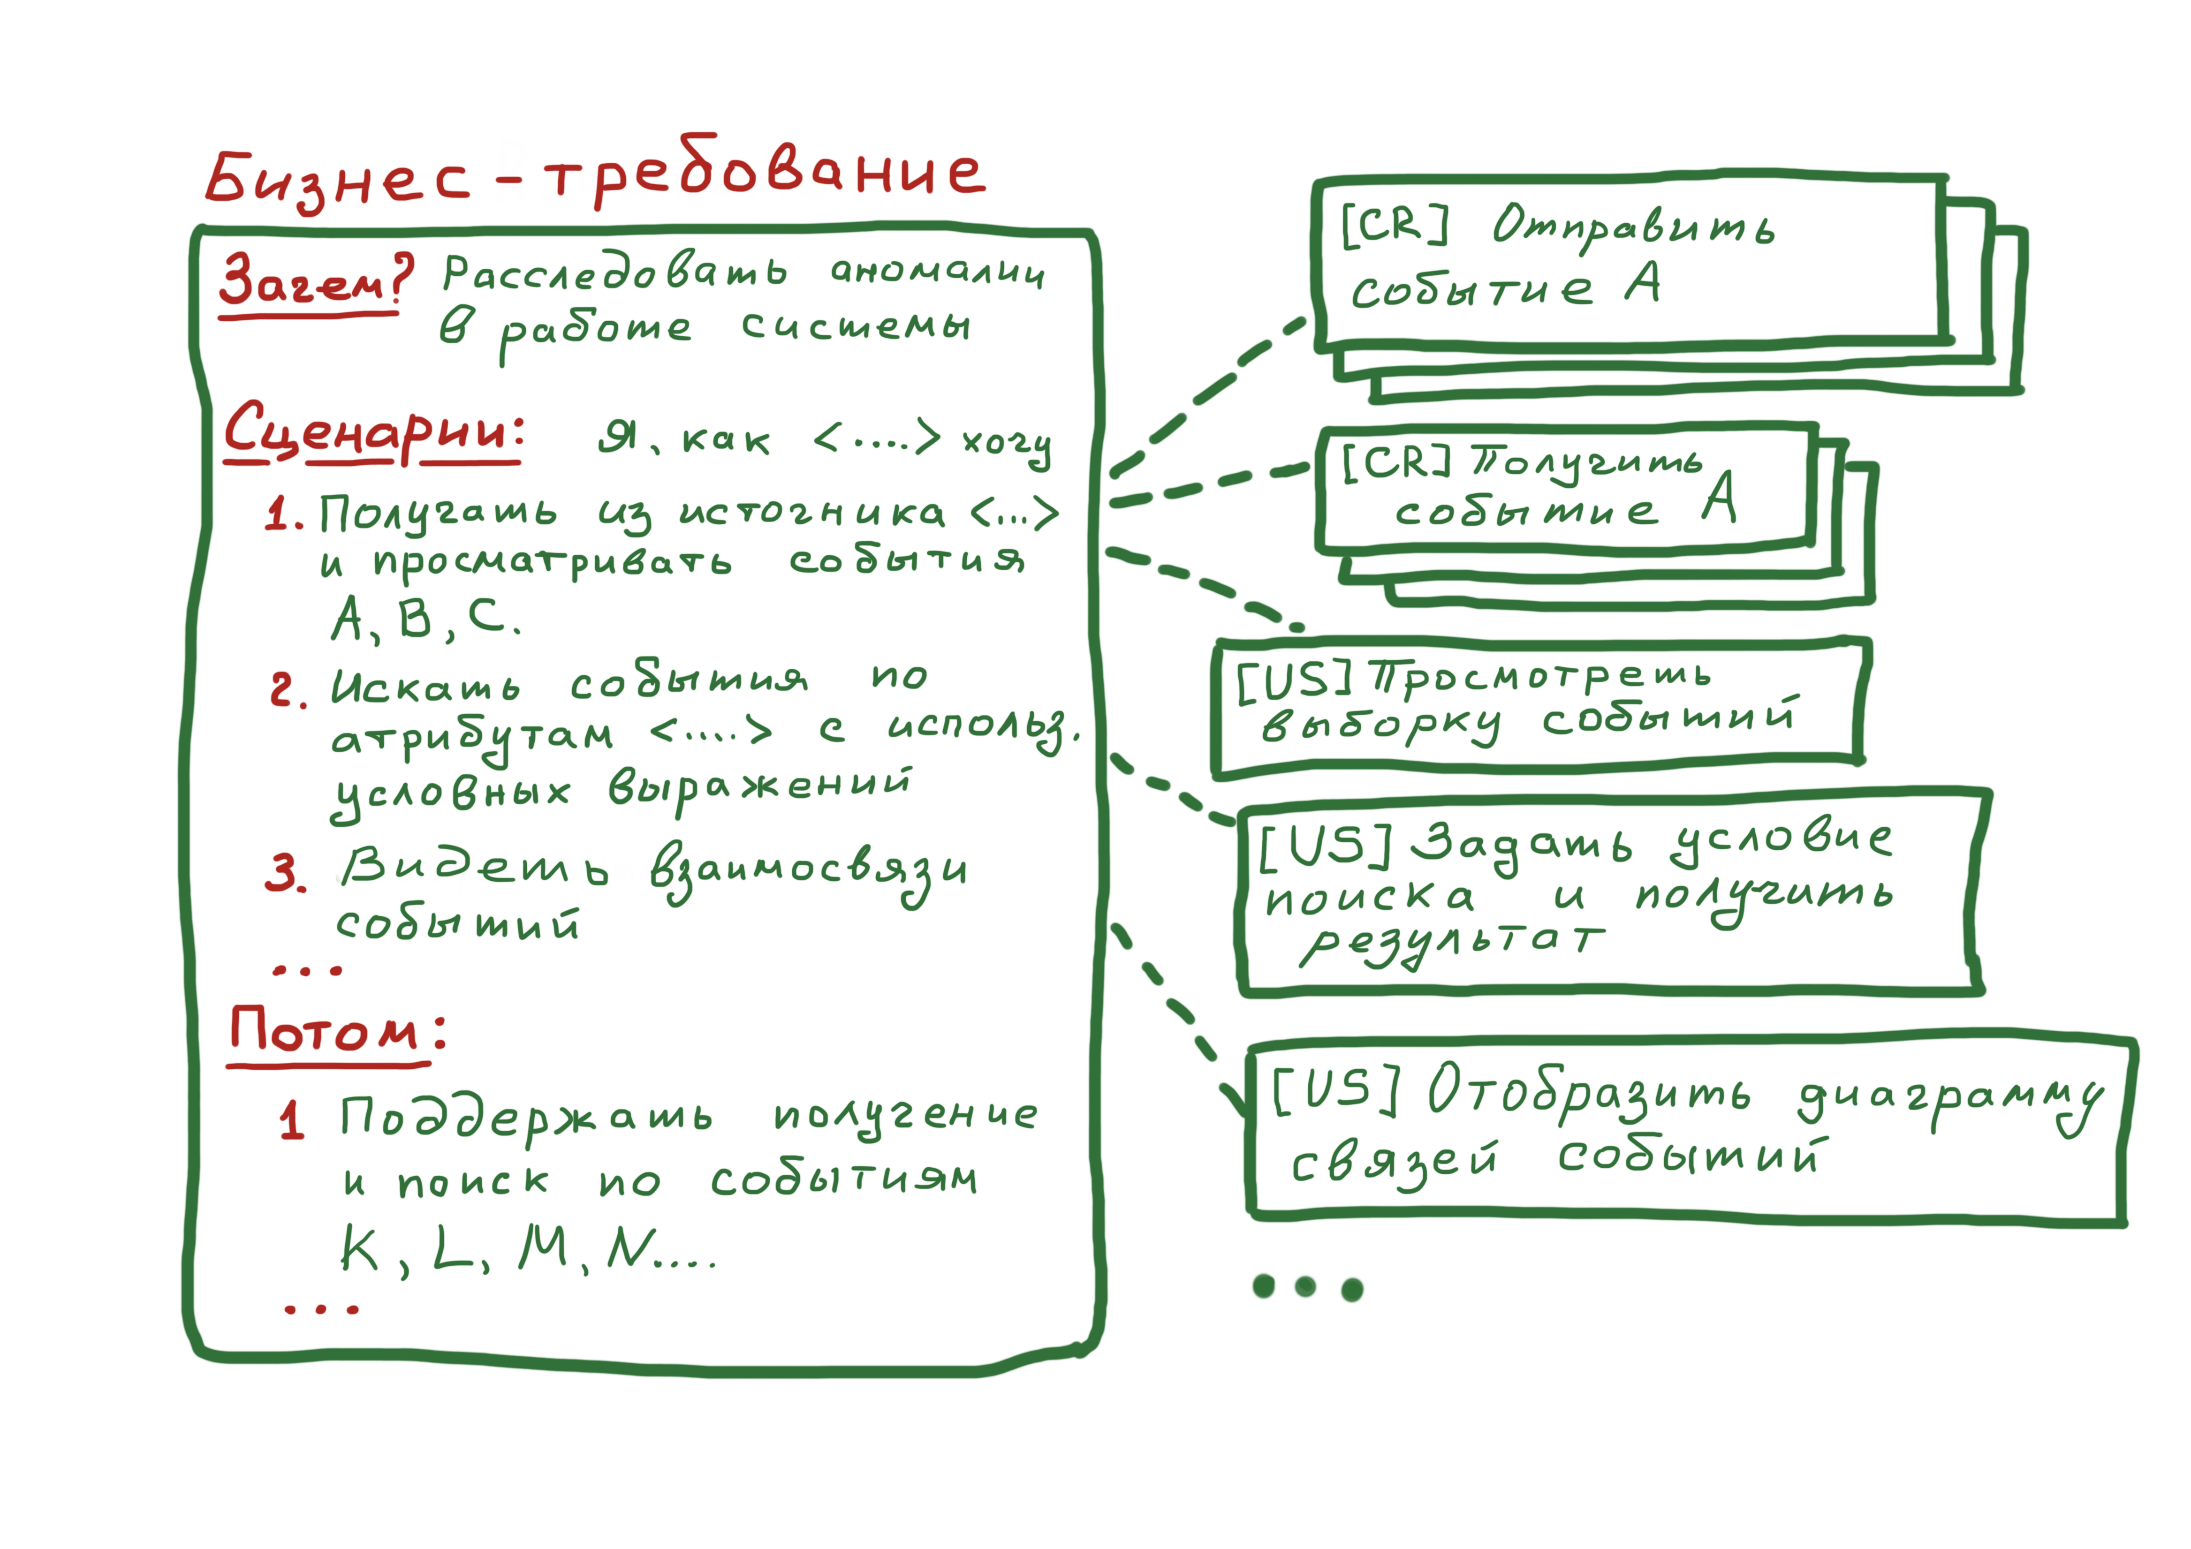 Бизнес-требование
Зачем? Расследовать аномалии
в работе системы
Сценарии: Я, как <....> хочу
1. Получать из источника <...>
и просматривать события
A, B, C.
2. Искать события по
атрибутам <....> с использ.
условных выражений
3. Видеть взаимосвязи
событий
...
Потом:
1 Поддержать получение
и поиск по событиям
K, L, M, N....
...
[CR] Отправить
событие A
[CR] Получить
событие A
[US] Просмотреть
выборку событий
[US] Задать условие
поиска и получить
результат
[US] Отобразить диаграмму
связей событий
...